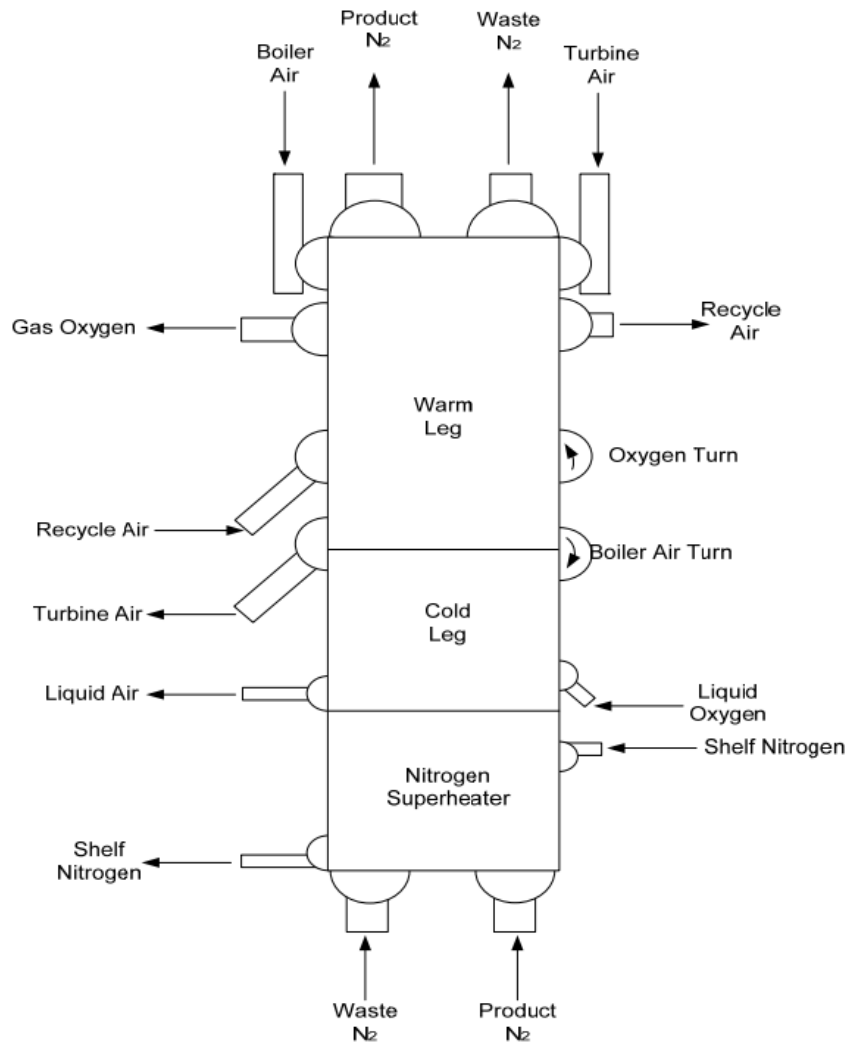 Product
N2
Waste
N2
Boiler
Air
Turbine
Air
Gas Oxygen
Recycle
Air
Warm
Leg
Oxygen Turn
Recycle Air
Boiler Air Turn
Turbine Air
Cold
Leg
Liquid Air
Liquid
Oxygen
Shelf Nitrogen
Nitrogen
Superheater
Shelf
Nitrogen
Waste
N2
Product
N2